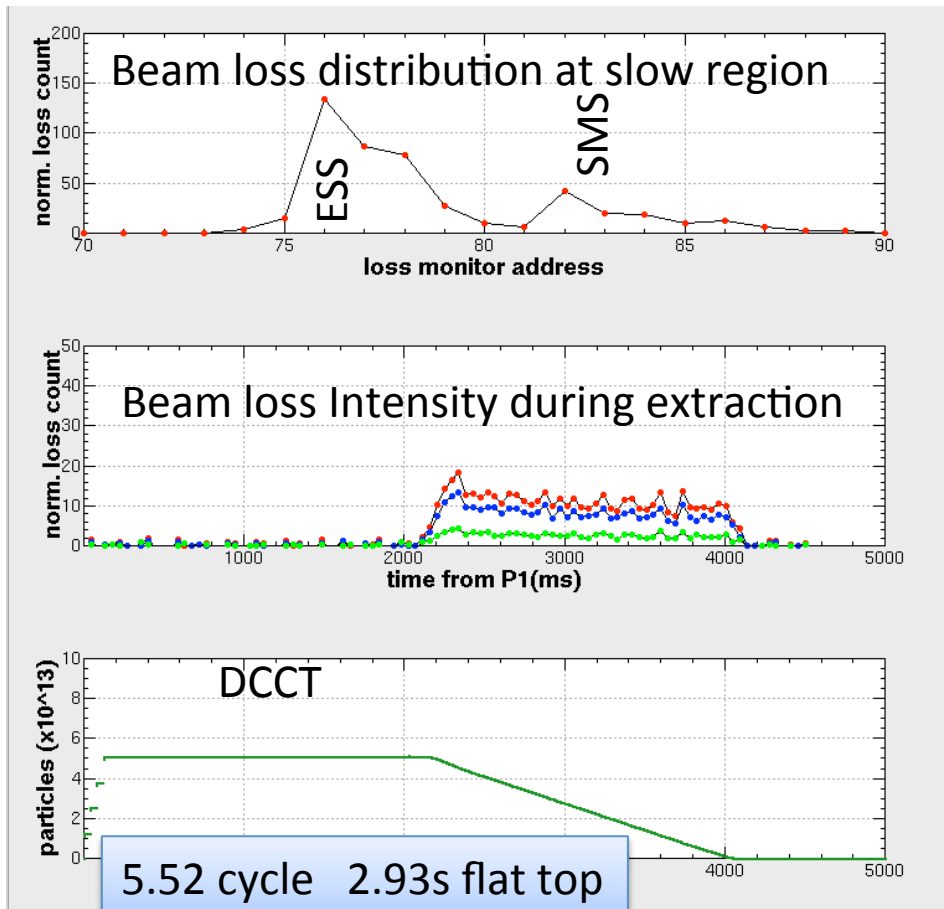 200
Beam loss distribution at slow region
150
norm. loss count
100
SMS
50
ESS
0
70 75 80 85 90
loss monitor address
50
40
Beam loss Intensity during extraction
norm. loss count
30
20
10
0
1000 2000 3000 4000 5000
time from P1(ms)
10
DCCT
8
particles (x10^13)
6
4
2
0
4000 5000
5.52 cycle 2.93s flat top